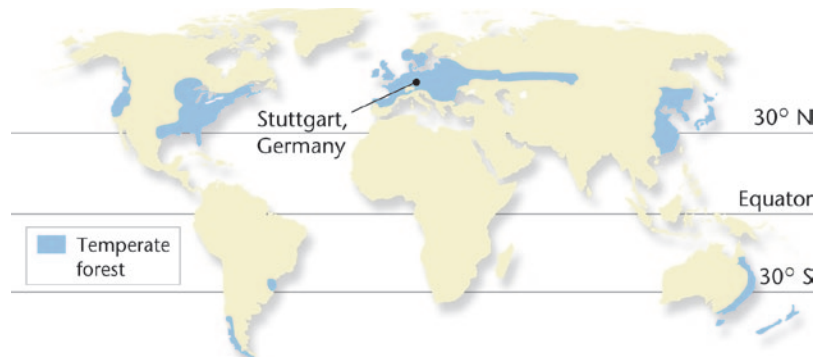 Stuttgart,
Germany
30° N
Equator
Temperate
forest
30° S